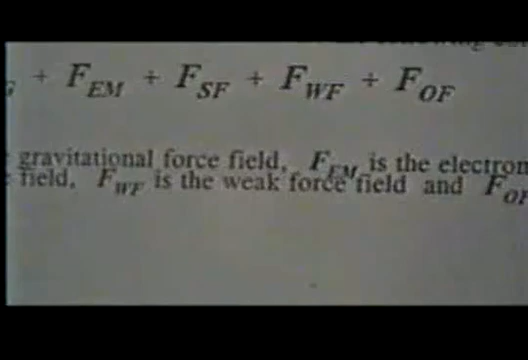 G + F_EM + F_SF + F_WF + F_OF
gravitational force field, F_EM is the electron
field, F_WF is the weak force field and F_OF